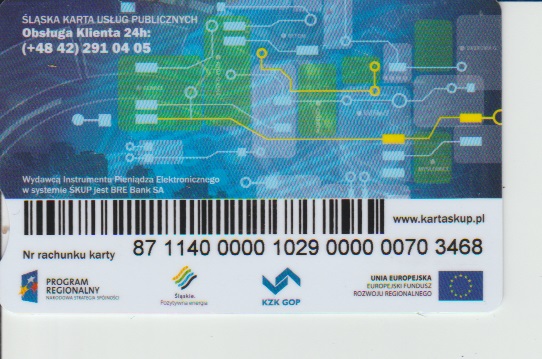 ŚLĄSKA KARTA USŁUG PUBLICZNYCH
Obsługa Klienta 24h:
(+48 42) 291 04 05
Wydawcą Instrumentu Pieniądza Elektronicznego
w systemie ŚKUP jest BRE Bank SA
www.kartaskup.pl
Nr rachunku karty 87 1140 0000 1029 0000 0070 3468
PROGRAM
REGIONALNY
NARODOWA STRATEGIA SPÓJNOŚCI
Śląskie.
Pozytywna energia
KZK GOP
UNIA EUROPEJSKA
EUROPEJSKI FUNDUSZ
ROZWOJU REGIONALNEGO